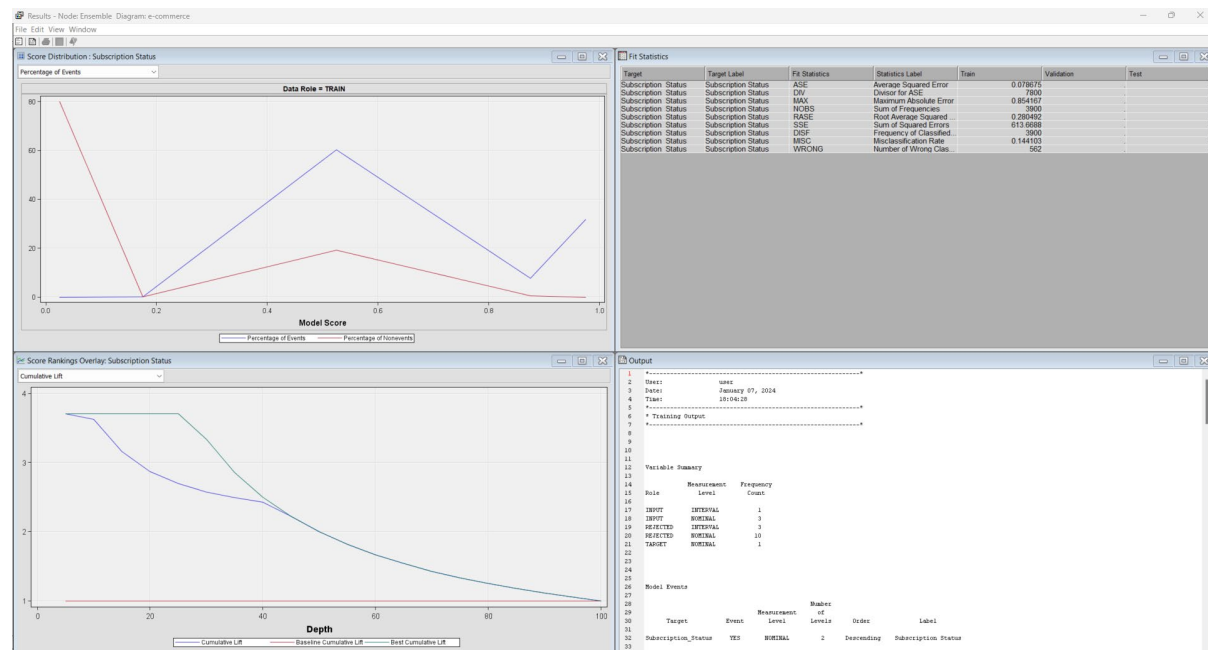 Results - Node: Ensemble Diagram: e-commerce
File Edit View Window
Score Distribution : Subscription Status
Percentage of Events
Data Role = TRAIN
80
60
40
20
0
0.0 0.2 0.4 0.6 0.8 1.0
Model Score
Percentage of Events Percentage of Nonevents
Fit Statistics
Target Target Label Fit Statistics Statistics Label Train Validation Test
Subscription_Status Subscription Status ASE Average Squared Error 0.078675 .
Subscription_Status Subscription Status DIV Divisor for ASE 7800 .
Subscription_Status Subscription Status MAX Maximum Absolute Error 0.854167 .
Subscription_Status Subscription Status NOBS Sum of Frequencies 3900 .
Subscription_Status Subscription Status RASE Root Average Squared ... 0.280492 .
Subscription_Status Subscription Status SSE Sum of Squared Errors 613.6688 .
Subscription_Status Subscription Status DISF Frequency of Classified... 3900 .
Subscription_Status Subscription Status MISC Misclassification Rate 0.144103 .
Subscription_Status Subscription Status WRONG Number of Wrong Clas... 562 .
Score Rankings Overlay: Subscription Status
Cumulative Lift
4
3
2
1
0 20 40 60 80 100
Depth
Cumulative Lift Baseline Cumulative Lift Best Cumulative Lift
Output
1 *------------------------------------------------------------*
2 User: user
3 Date: January 07, 2024
4 Time: 18:04:28
5 *------------------------------------------------------------*
6 * Training Output
7 *------------------------------------------------------------*
8
9
10
11
12 Variable Summary
13
14 Measurement Frequency
15 Role Level Count
16
17 INPUT INTERVAL 1
18 INPUT NOMINAL 3
19 REJECTED INTERVAL 3
20 REJECTED NOMINAL 10
21 TARGET NOMINAL 1
22
23
24
25
26 Model Events
27
28 Number
29 Measurement of
30 Target Event Level Levels Order Label
31
32 Subscription_Status YES NOMINAL 2 Descending Subscription Status
33